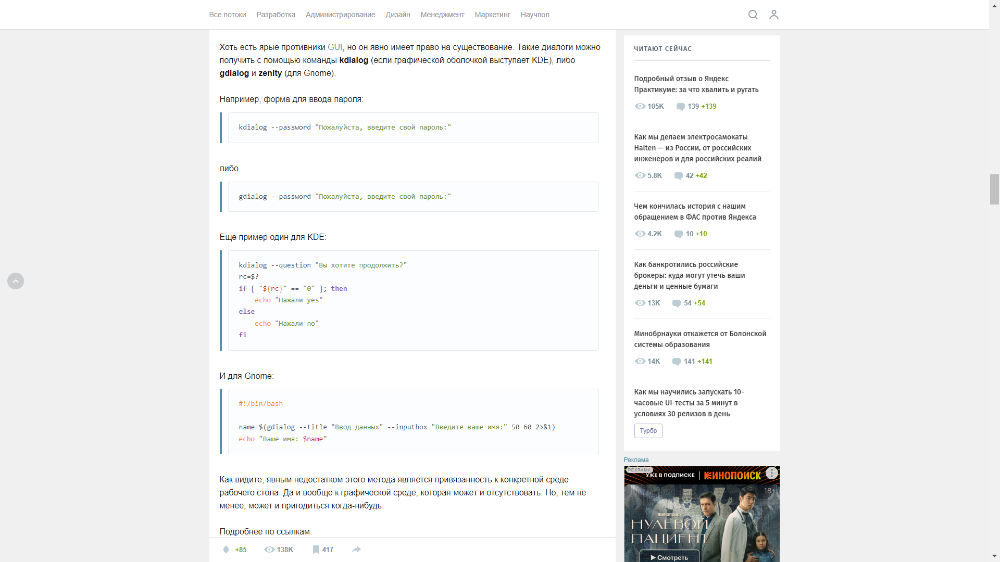 Все потоки Разработка Администрирование Дизайн Менеджмент Маркетинг Научпоп
Хоть есть ярые противники GUI, но он явно имеет право на существование. Такие диалоги можно
получить с помощью команды kdialog (если графической оболочкой выступает KDE), либо
gdialog и zenity (для Gnome).
Например, форма для ввода пароля:
kdialog --password "Пожалуйста, введите свой пароль:"
либо
gdialog --password "Пожалуйста, введите свой пароль:"
Еще пример один для KDE:
kdialog --question "Вы хотите продолжить?"
rc=$?
if [ "${rc}" == "0" ]; then
    echo "Нажали yes"
else
    echo "Нажали no"
fi
И для Gnome:
#!/bin/bash
name=$(gdialog --title "Ввод данных" --inputbox "Введите ваше имя:" 50 60 2>&1)
echo "Ваше имя: $name"
Как видите, явным недостатком этого метода является привязанность к конкретной среде
рабочего стола. Да и вообще к графической среде, которая может и отсутствовать. Но, тем не
менее, может и пригодиться когда-нибудь.
Подробнее по ссылкам:
+85 138K 417
ЧИТАЮТ СЕЙЧАС
Подробный отзыв о Яндекс
Практикуме: за что хвалить и ругать
105K 139 +139
Как мы делаем электросамокаты
Halten — из России, от российских
инженеров и для российских реалий
5.8K 42 +42
Чем кончилась история с нашим
обращением в ФАС против Яндекса
4.2K 10 +10
Как банкротились российские
брокеры: куда могут утечь ваши
деньги и ценные бумаги
13K 54 +54
Минобрнауки откажется от Болонской
системы образования
14K 141 +141
Как мы научились запускать 10-
часовые UI-тесты за 5 минут в
условиях 30 релизов в день
Турбо
Реклама
РЕКЛАМА
УЖЕ В ПОДПИСКЕ | КИНОПОИСК
18+
КИНОПОИСК
НУЛЕВОЙ
ПАЦИЕНТ
Смотреть